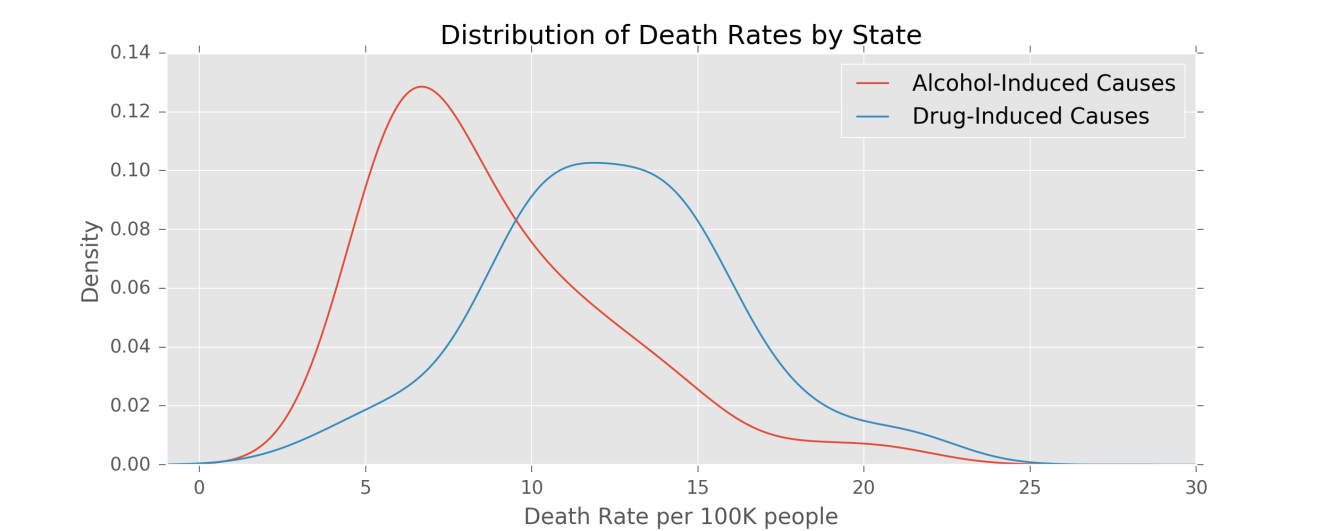 Distribution of Death Rates by State
0.14
0.12
0.10
0.08
0.06
0.04
0.02
0.00
Density
Alcohol-Induced Causes
Drug-Induced Causes
0 5 10 15 20 25 30
Death Rate per 100K people